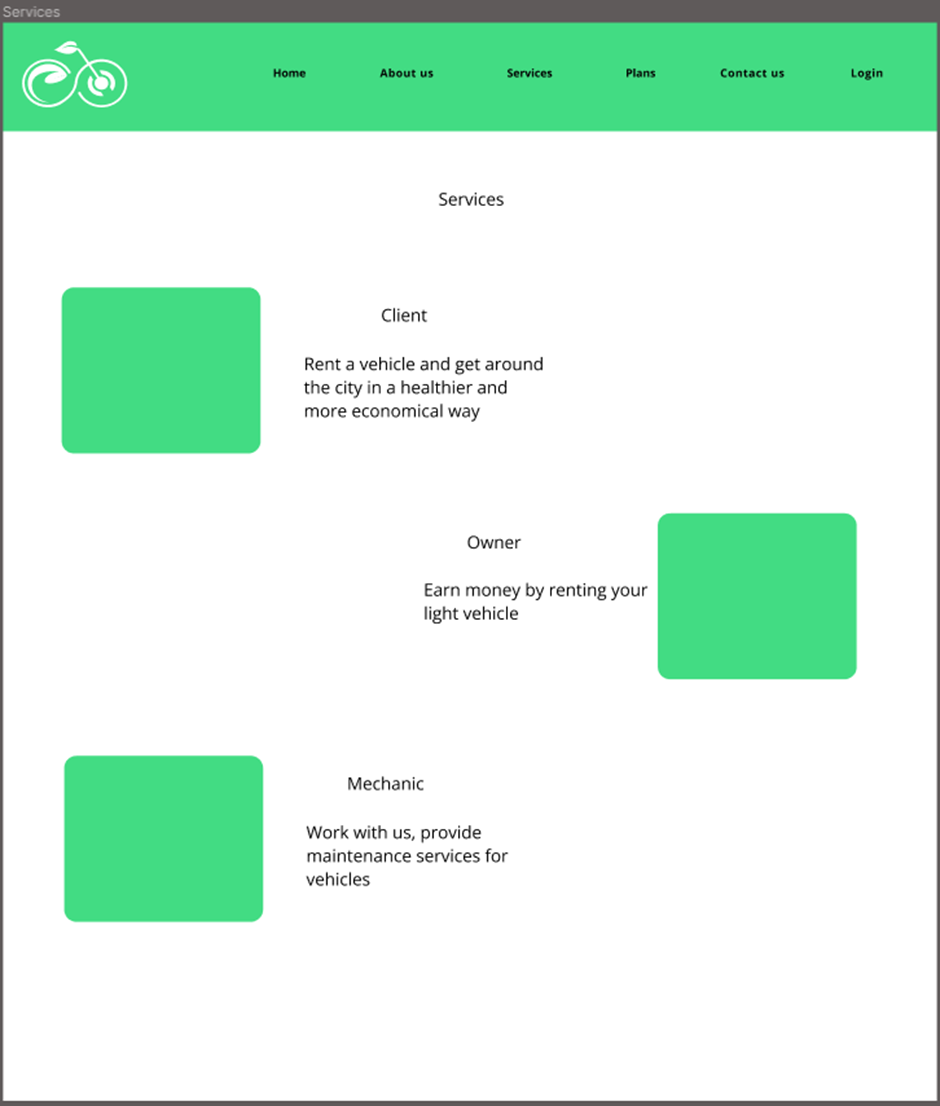 Services
Home About us Services Plans Contact us Login
Services
Client
Rent a vehicle and get around
the city in a healthier and
more economical way
Owner
Earn money by renting your
light vehicle
Mechanic
Work with us, provide
maintenance services for
vehicles